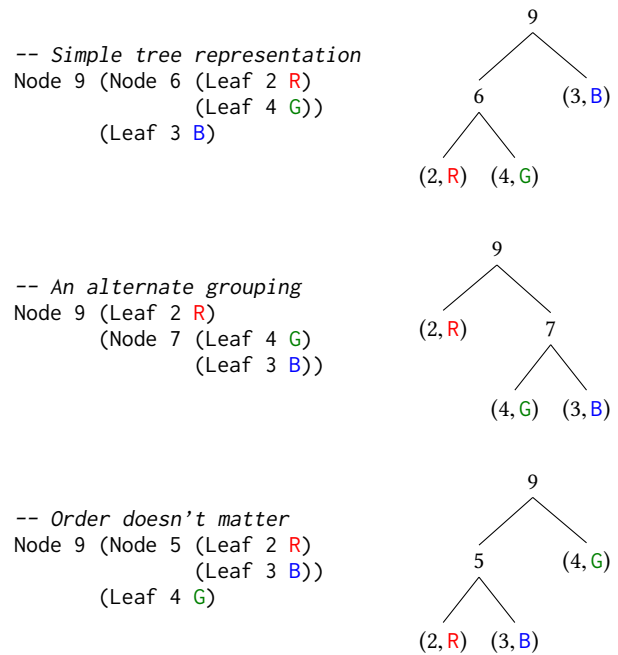 -- Simple tree representation
Node 9 (Node 6 (Leaf 2 R)
(Leaf 4 G))
(Leaf 3 B)
9
6 (3, B)
(2, R) (4, G)
-- An alternate grouping
Node 9 (Leaf 2 R)
(Node 7 (Leaf 4 G)
(Leaf 3 B))
9
(2, R) 7
(4, G) (3, B)
-- Order doesn't matter
Node 9 (Node 5 (Leaf 2 R)
(Leaf 3 B))
(Leaf 4 G)
9
5 (4, G)
(2, R) (3, B)